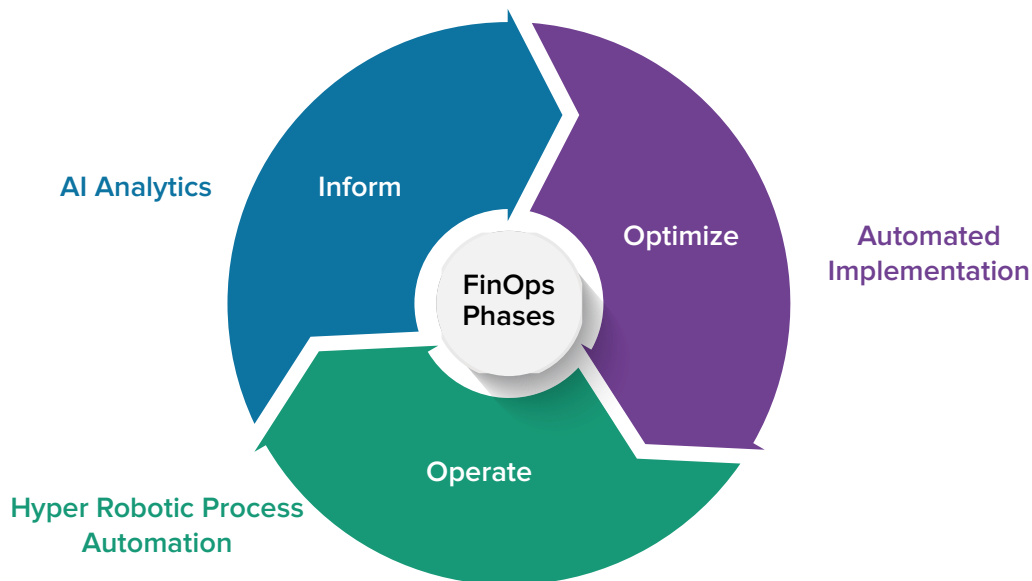 AI Analytics
Inform
Optimize
Automated
Implementation
FinOps
Phases
Operate
Hyper Robotic Process
Automation